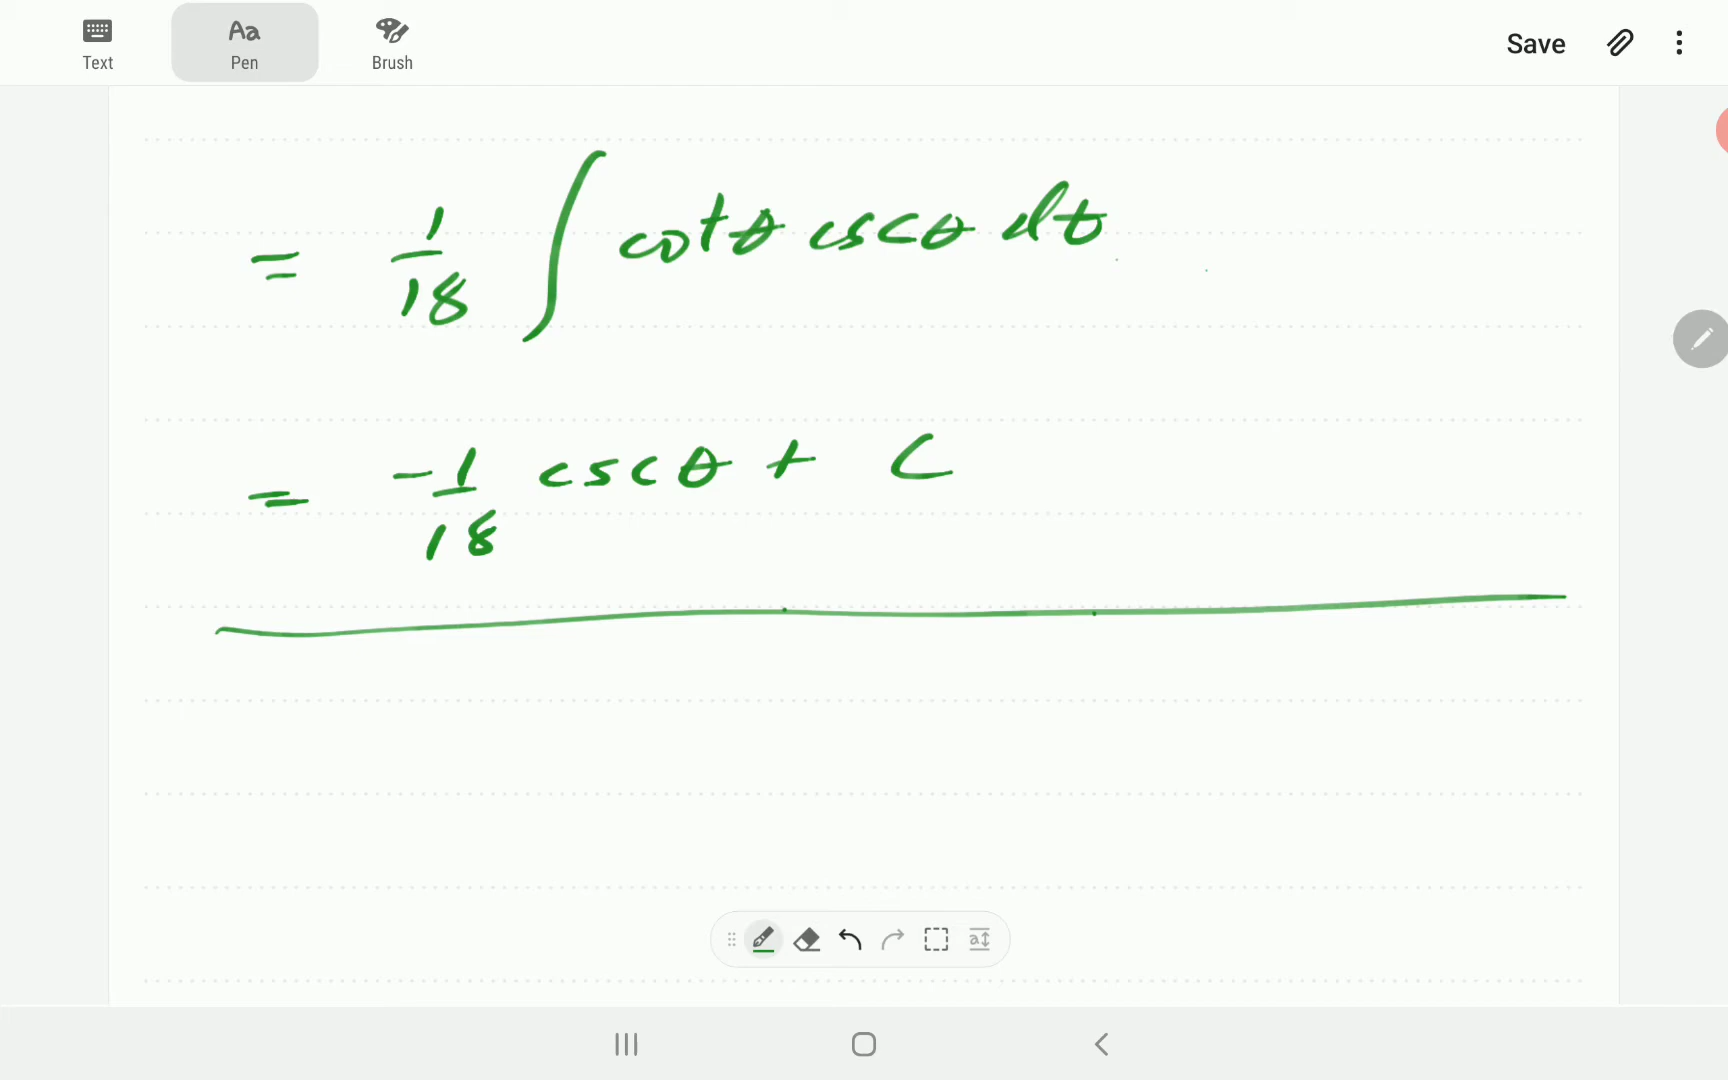 Text Pen Brush Save
= 1/18 ∫ cotθ cscθ dθ
= -1/18 cscθ + C